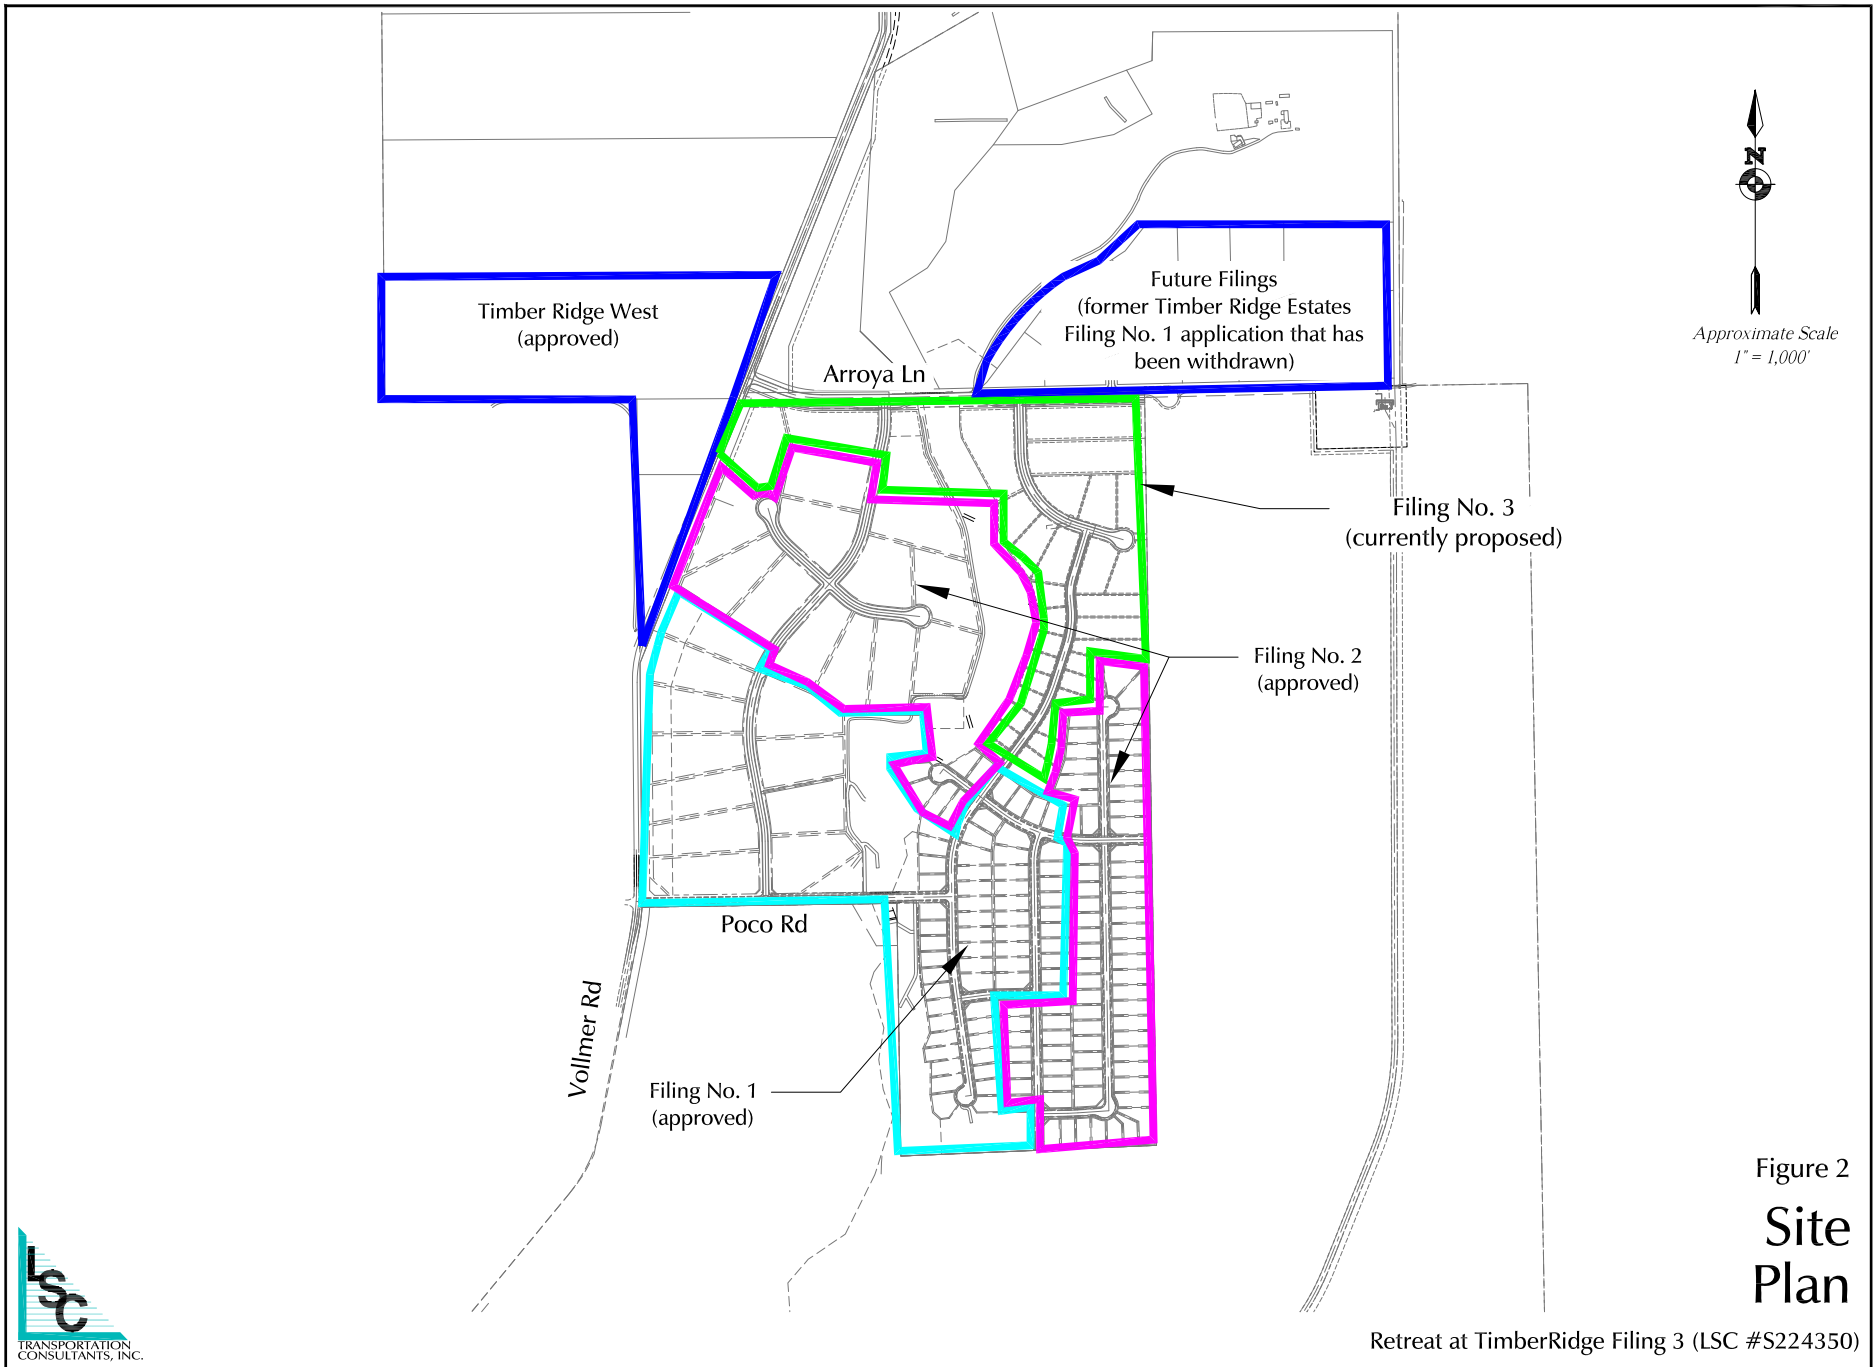 N
Approximate Scale
1" = 1,000'
Timber Ridge West
(approved)
Future Filings
(former Timber Ridge Estates
Filing No. 1 application that has
been withdrawn)
Arroya Ln
Filing No. 3
(currently proposed)
Filing No. 2
(approved)
Poco Rd
Vollmer Rd
Filing No. 1
(approved)
Figure 2
Site
Plan
Retreat at TimberRidge Filing 3 (LSC #S224350)
LSC
TRANSPORTATION
CONSULTANTS, INC.